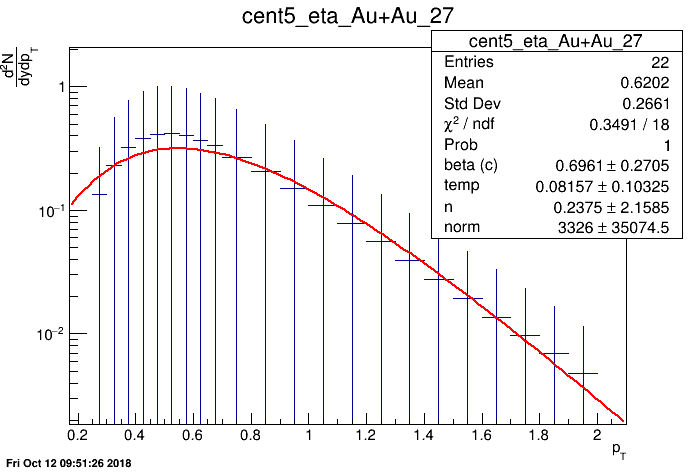 cent5_eta_Au+Au_27
d²N
dydp_T
cent5_eta_Au+Au_27
Entries 22
Mean 0.6202
Std Dev 0.2661
χ² / ndf 0.3491 / 18
Prob 1
beta (c) 0.6961 ± 0.2705
temp 0.08157 ± 0.10325
n 0.2375 ± 2.1585
norm 3326 ± 35074.5
1
10⁻¹
10⁻²
0.2 0.4 0.6 0.8 1 1.2 1.4 1.6 1.8 2
p_T
Fri Oct 12 09:51:26 2018